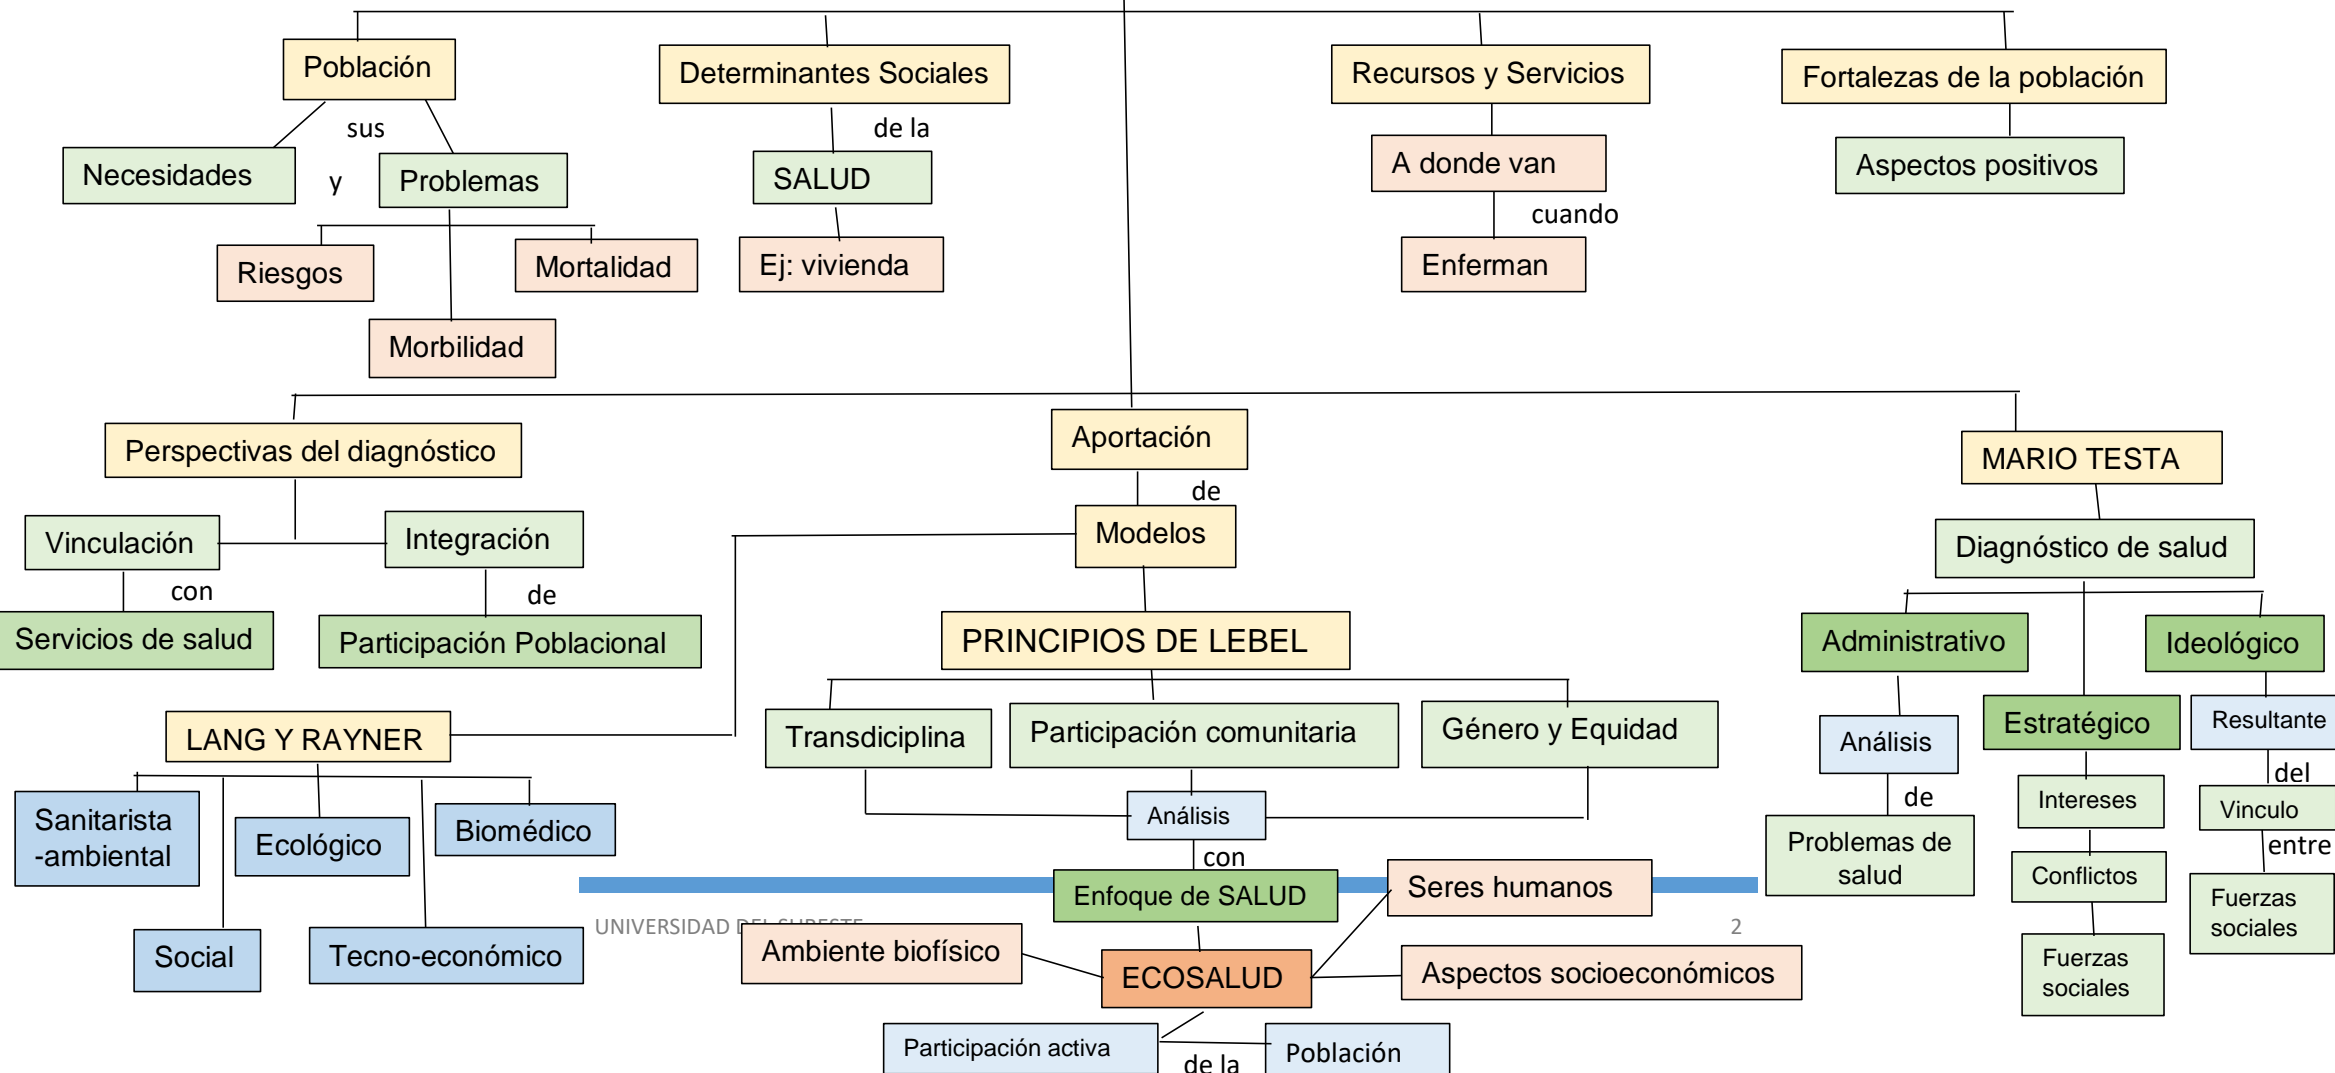 Población
Determinantes Sociales
Recursos y Servicios
Fortalezas de la población
sus
de la
Necesidades
y
Problemas
SALUD
A donde van
Aspectos positivos
cuando
Riesgos
Mortalidad
Ej: vivienda
Enferman
Morbilidad
Perspectivas del diagnóstico
Aportación
MARIO TESTA
de
Vinculación
Integración
Modelos
Diagnóstico de salud
con
de
Servicios de salud
Participación Poblacional
PRINCIPIOS DE LEBEL
Administrativo
Ideológico
LANG Y RAYNER
Transdiciplina
Participación comunitaria
Género y Equidad
Análisis
Estratégico
Resultante
del
Sanitarista
-ambiental
Ecológico
Biomédico
Análisis
de
Intereses
Vinculo
con
Problemas de
salud
entre
Enfoque de SALUD
Seres humanos
Conflictos
Fuerzas
sociales
UNIVERSIDAD DEL SURESTE
2
Social
Tecno-económico
Ambiente biofísico
ECOSALUD
Aspectos socioeconómicos
Fuerzas
sociales
Participación activa
de la
Población